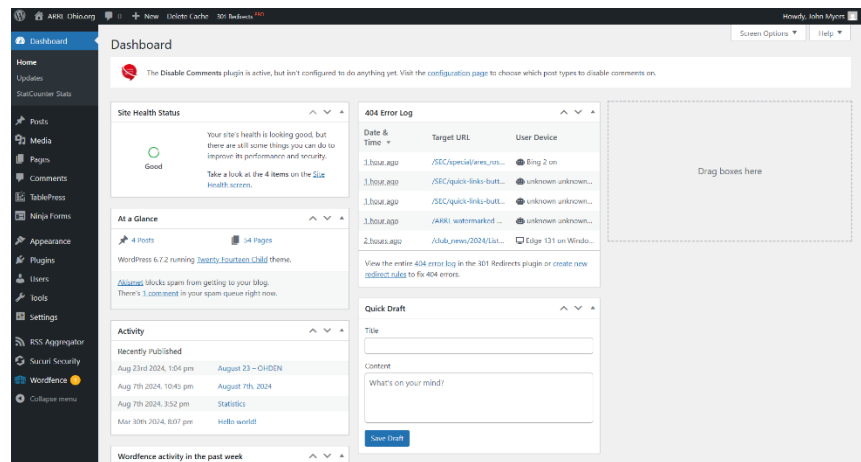 ARRL Ohio.org 0 + New Delete Cache 301 Redirects PRO Howdy, John Myers
Screen Options ▼ Help ▼
Dashboard
Home
Updates
StatCounter Stats
Posts
Media
Pages
Comments
TablePress
Ninja Forms
Appearance
Plugins
Users
Tools
Settings
RSS Aggregator
Sucuri Security
Wordfence
Collapse menu
Dashboard
The Disable Comments plugin is active, but isn't configured to do anything yet. Visit the configuration page to choose which post types to disable comments on.
Site Health Status
Good
Your site's health is looking good, but
there are still some things you can do to
improve its performance and security.
Take a look at the 4 items on the Site
Health screen.
At a Glance
4 Posts 54 Pages
WordPress 6.7.2 running Twenty Fourteen Child theme.
Akismet blocks spam from getting to your blog.
There's 1 comment in your spam queue right now.
Activity
Recently Published
Aug 23rd 2024, 1:04 pm August 23 – OHDEN
Aug 7th 2024, 10:45 pm August 7th, 2024
Aug 7th 2024, 3:52 pm Statistics
Mar 30th 2024, 8:07 pm Hello world!
Wordfence activity in the past week
404 Error Log
Date &
Time Target URL User Device
1 hour ago /SEC/special/ares_ros... Bing 2 on
1 hour ago /SEC/quick-links-butt... unknown unknown...
1 hour ago /SEC/quick-links-butt... unknown unknown...
1 hour ago /ARRL watermarked ... unknown unknown...
2 hours ago /club_news/2024/List... Edge 131 on Windo...
View the entire 404 error log in the 301 Redirects plugin or create new
redirect rules to fix 404 errors.
Quick Draft
Title
Content
What's on your mind?
Save Draft
Drag boxes here